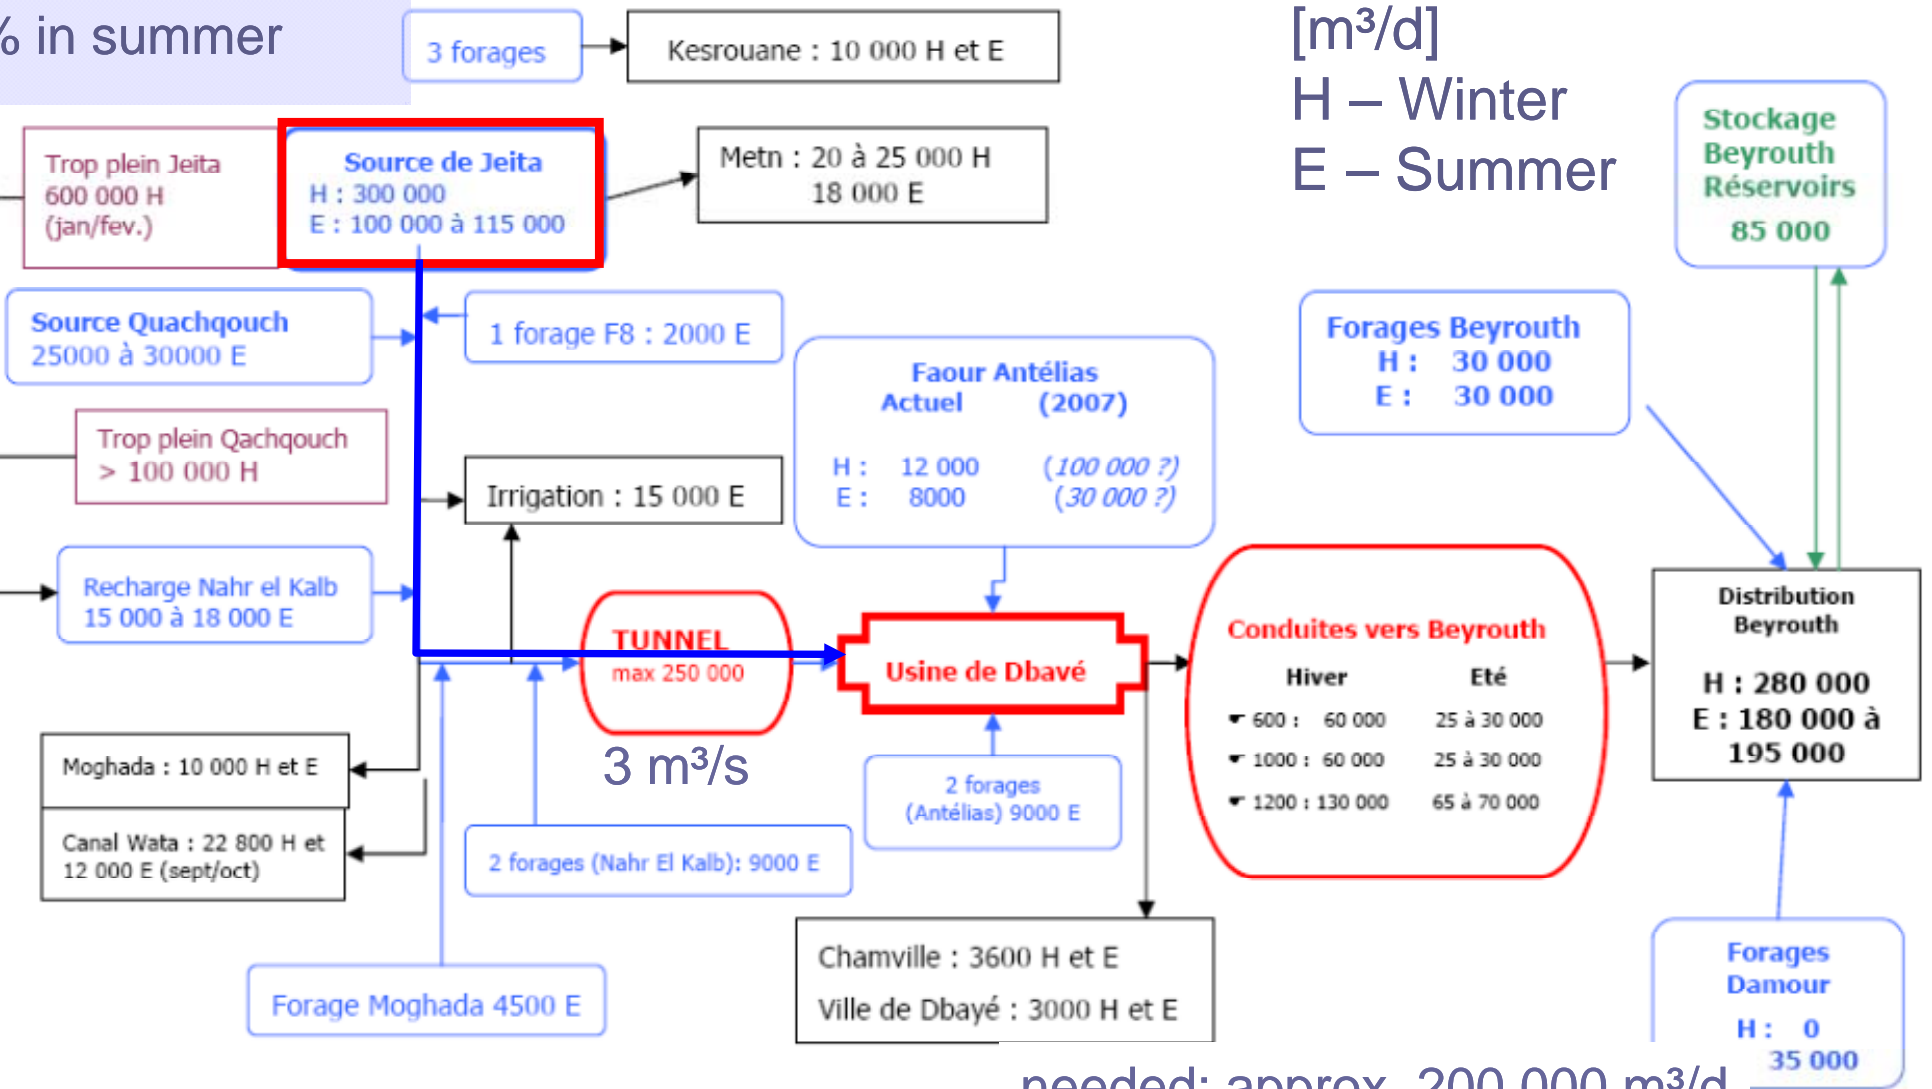 % in summer
3 forages
Kesrouane : 10 000 H et E
[m³/d]
H – Winter
E – Summer
Trop plein Jeita
600 000 H
(jan/fev.)
Source de Jeita
H : 300 000
E : 100 000 à 115 000
Metn : 20 à 25 000 H
18 000 E
Stockage
Beyrouth
Réservoirs
85 000
Source Quachqouch
25000 à 30000 E
1 forage F8 : 2000 E
Faour Antélias
Actuel (2007)
H : 12 000 (100 000 ?)
E : 8000 (30 000 ?)
Forages Beyrouth
H : 30 000
E : 30 000
Trop plein Qachqouch
> 100 000 H
Irrigation : 15 000 E
Recharge Nahr el Kalb
15 000 à 18 000 E
TUNNEL
max 250 000
3 m³/s
Usine de Dbavé
Conduites vers Beyrouth
Hiver Eté
☛ 600 : 60 000 25 à 30 000
☛ 1000 : 60 000 25 à 30 000
☛ 1200 : 130 000 65 à 70 000
Distribution
Beyrouth
H : 280 000
E : 180 000 à
195 000
Moghada : 10 000 H et E
Canal Wata : 22 800 H et
12 000 E (sept/oct)
2 forages
(Antélias) 9000 E
2 forages (Nahr El Kalb): 9000 E
Forage Moghada 4500 E
Chamville : 3600 H et E
Ville de Dbayé : 3000 H et E
Forages
Damour
H : 0
35 000
needed: approx. 200 000 m³/d